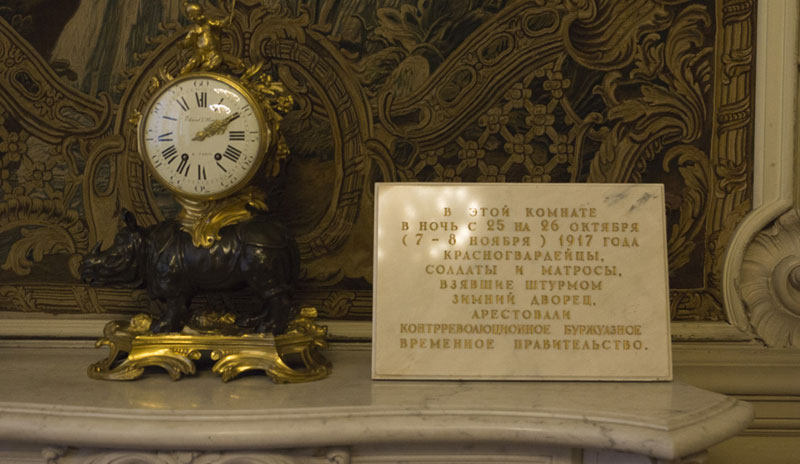 В ЭТОЙ КОМНАТЕ
В НОЧЬ С 25 НА 26 ОКТЯБРЯ
(7–8 НОЯБРЯ) 1917 ГОДА
КРАСНОГВАРДЕЙЦЫ,
СОЛДАТЫ И МАТРОСЫ,
ВЗЯВШИЕ ШТУРМОМ
ЗИМНИЙ ДВОРЕЦ,
АРЕСТОВАЛИ
КОНТРРЕВОЛЮЦИОННОЕ БУРЖУАЗНОЕ
ВРЕМЕННОЕ ПРАВИТЕЛЬСТВО.